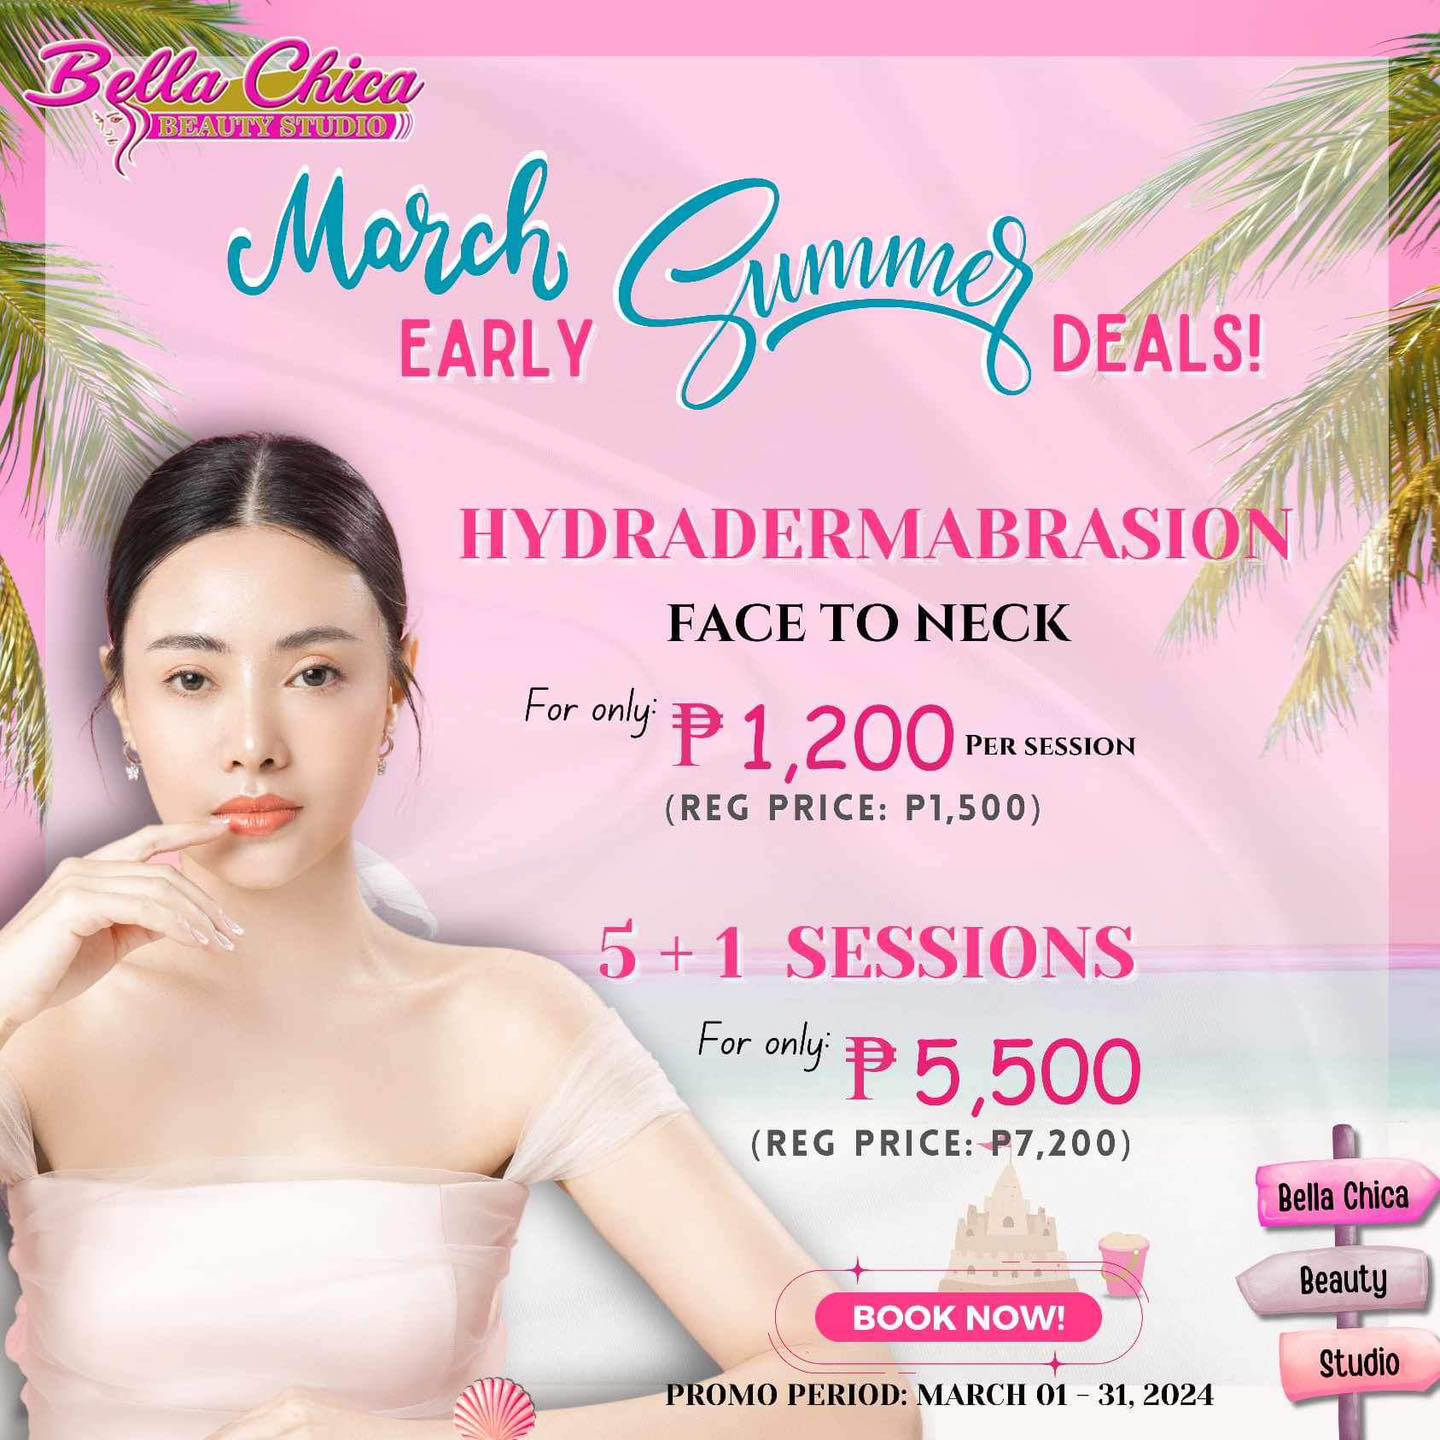 Bella Chica
BEAUTY STUDIO
March Summer
EARLY DEALS!
HYDRADERMABRASION
FACE TO NECK
For only: ₱1,200 PER SESSION
(REG PRICE: P1,500)
5 + 1 SESSIONS
For only: ₱5,500
(REG PRICE: P7,200)
Bella Chica
Beauty
Studio
BOOK NOW!
PROMO PERIOD: MARCH 01 - 31, 2024